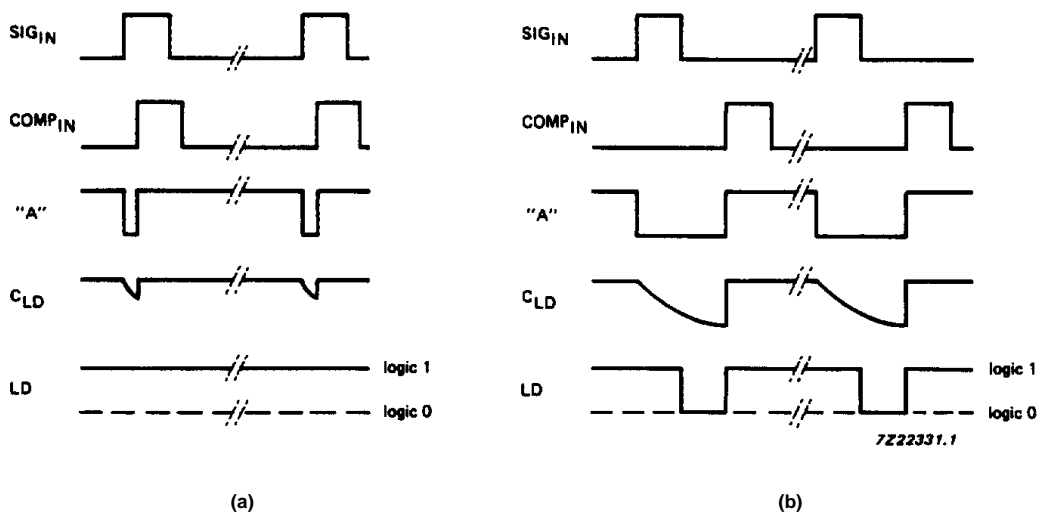 SIG_IN
COMP_IN
"A"
C_LD
LD
logic 1
logic 0
(a)
SIG_IN
COMP_IN
"A"
C_LD
LD
logic 1
logic 0
7Z22331.1
(b)